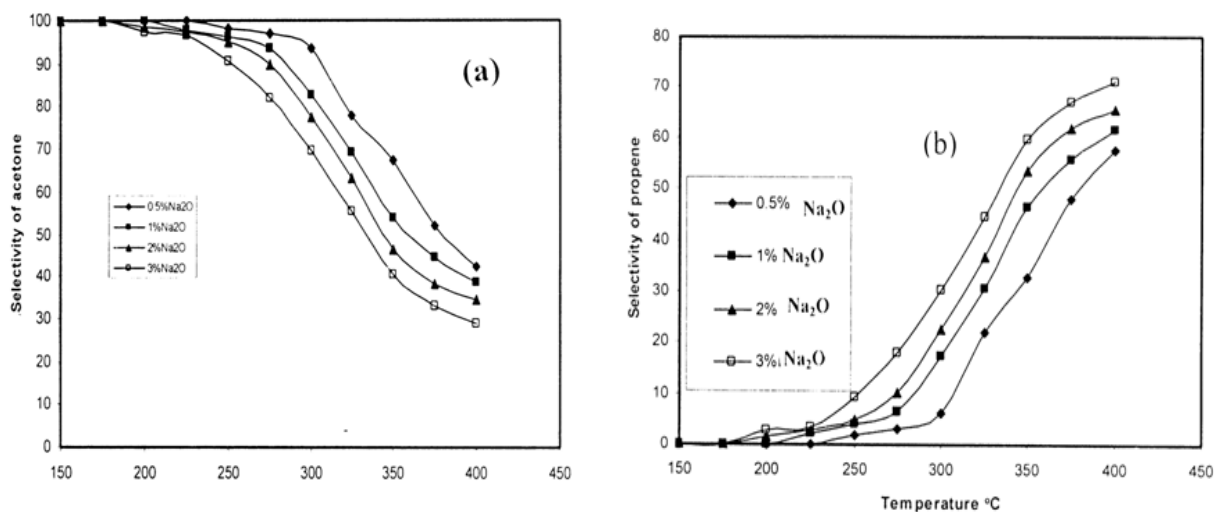 100
90
80
70
60
50
40
30
20
10
0
150 200 250 300 350 400 450
.Selectivity of acetone
(a)
0.5%Na2O
1%Na2O
2%Na2O
3%Na2O
80
70
60
50
40
30
20
10
0
150 200 250 300 350 400 450
Selectivity of propene
Temperature ºC
(b)
0.5% Na₂O
1% Na₂O
2% Na₂O
3% Na₂O